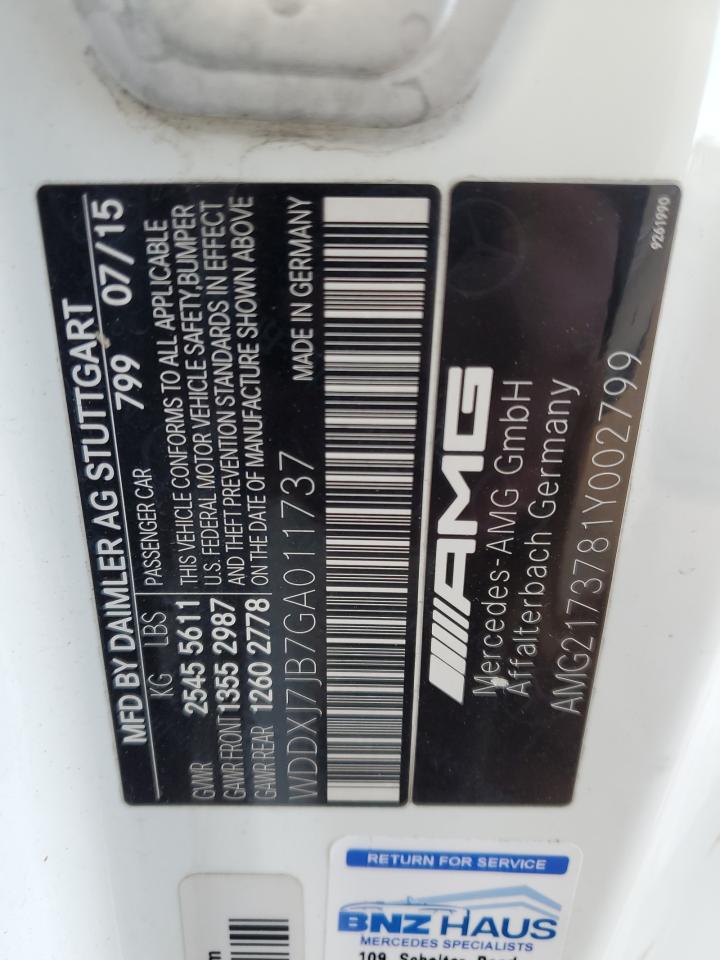 MFD BY DAIMLER AG STUTTGART
799 07/15
KG LBS PASSENGER CAR
GVWR 2545 5611 THIS VEHICLE CONFORMS TO ALL APPLICABLE
GAWR FRONT 1355 2987 U.S. FEDERAL MOTOR VEHICLE SAFETY,BUMPER
GAWR REAR 1260 2778 AND THEFT PREVENTION STANDARDS IN EFFECT
ON THE DATE OF MANUFACTURE SHOWN ABOVE
WDDXJ7JB7GA011737 MADE IN GERMANY
AMG
Mercedes-AMG GmbH
Affalterbach Germany
AMG2173781Y002799
9261990
RETURN FOR SERVICE
BNZ HAUS
MERCEDES SPECIALISTS